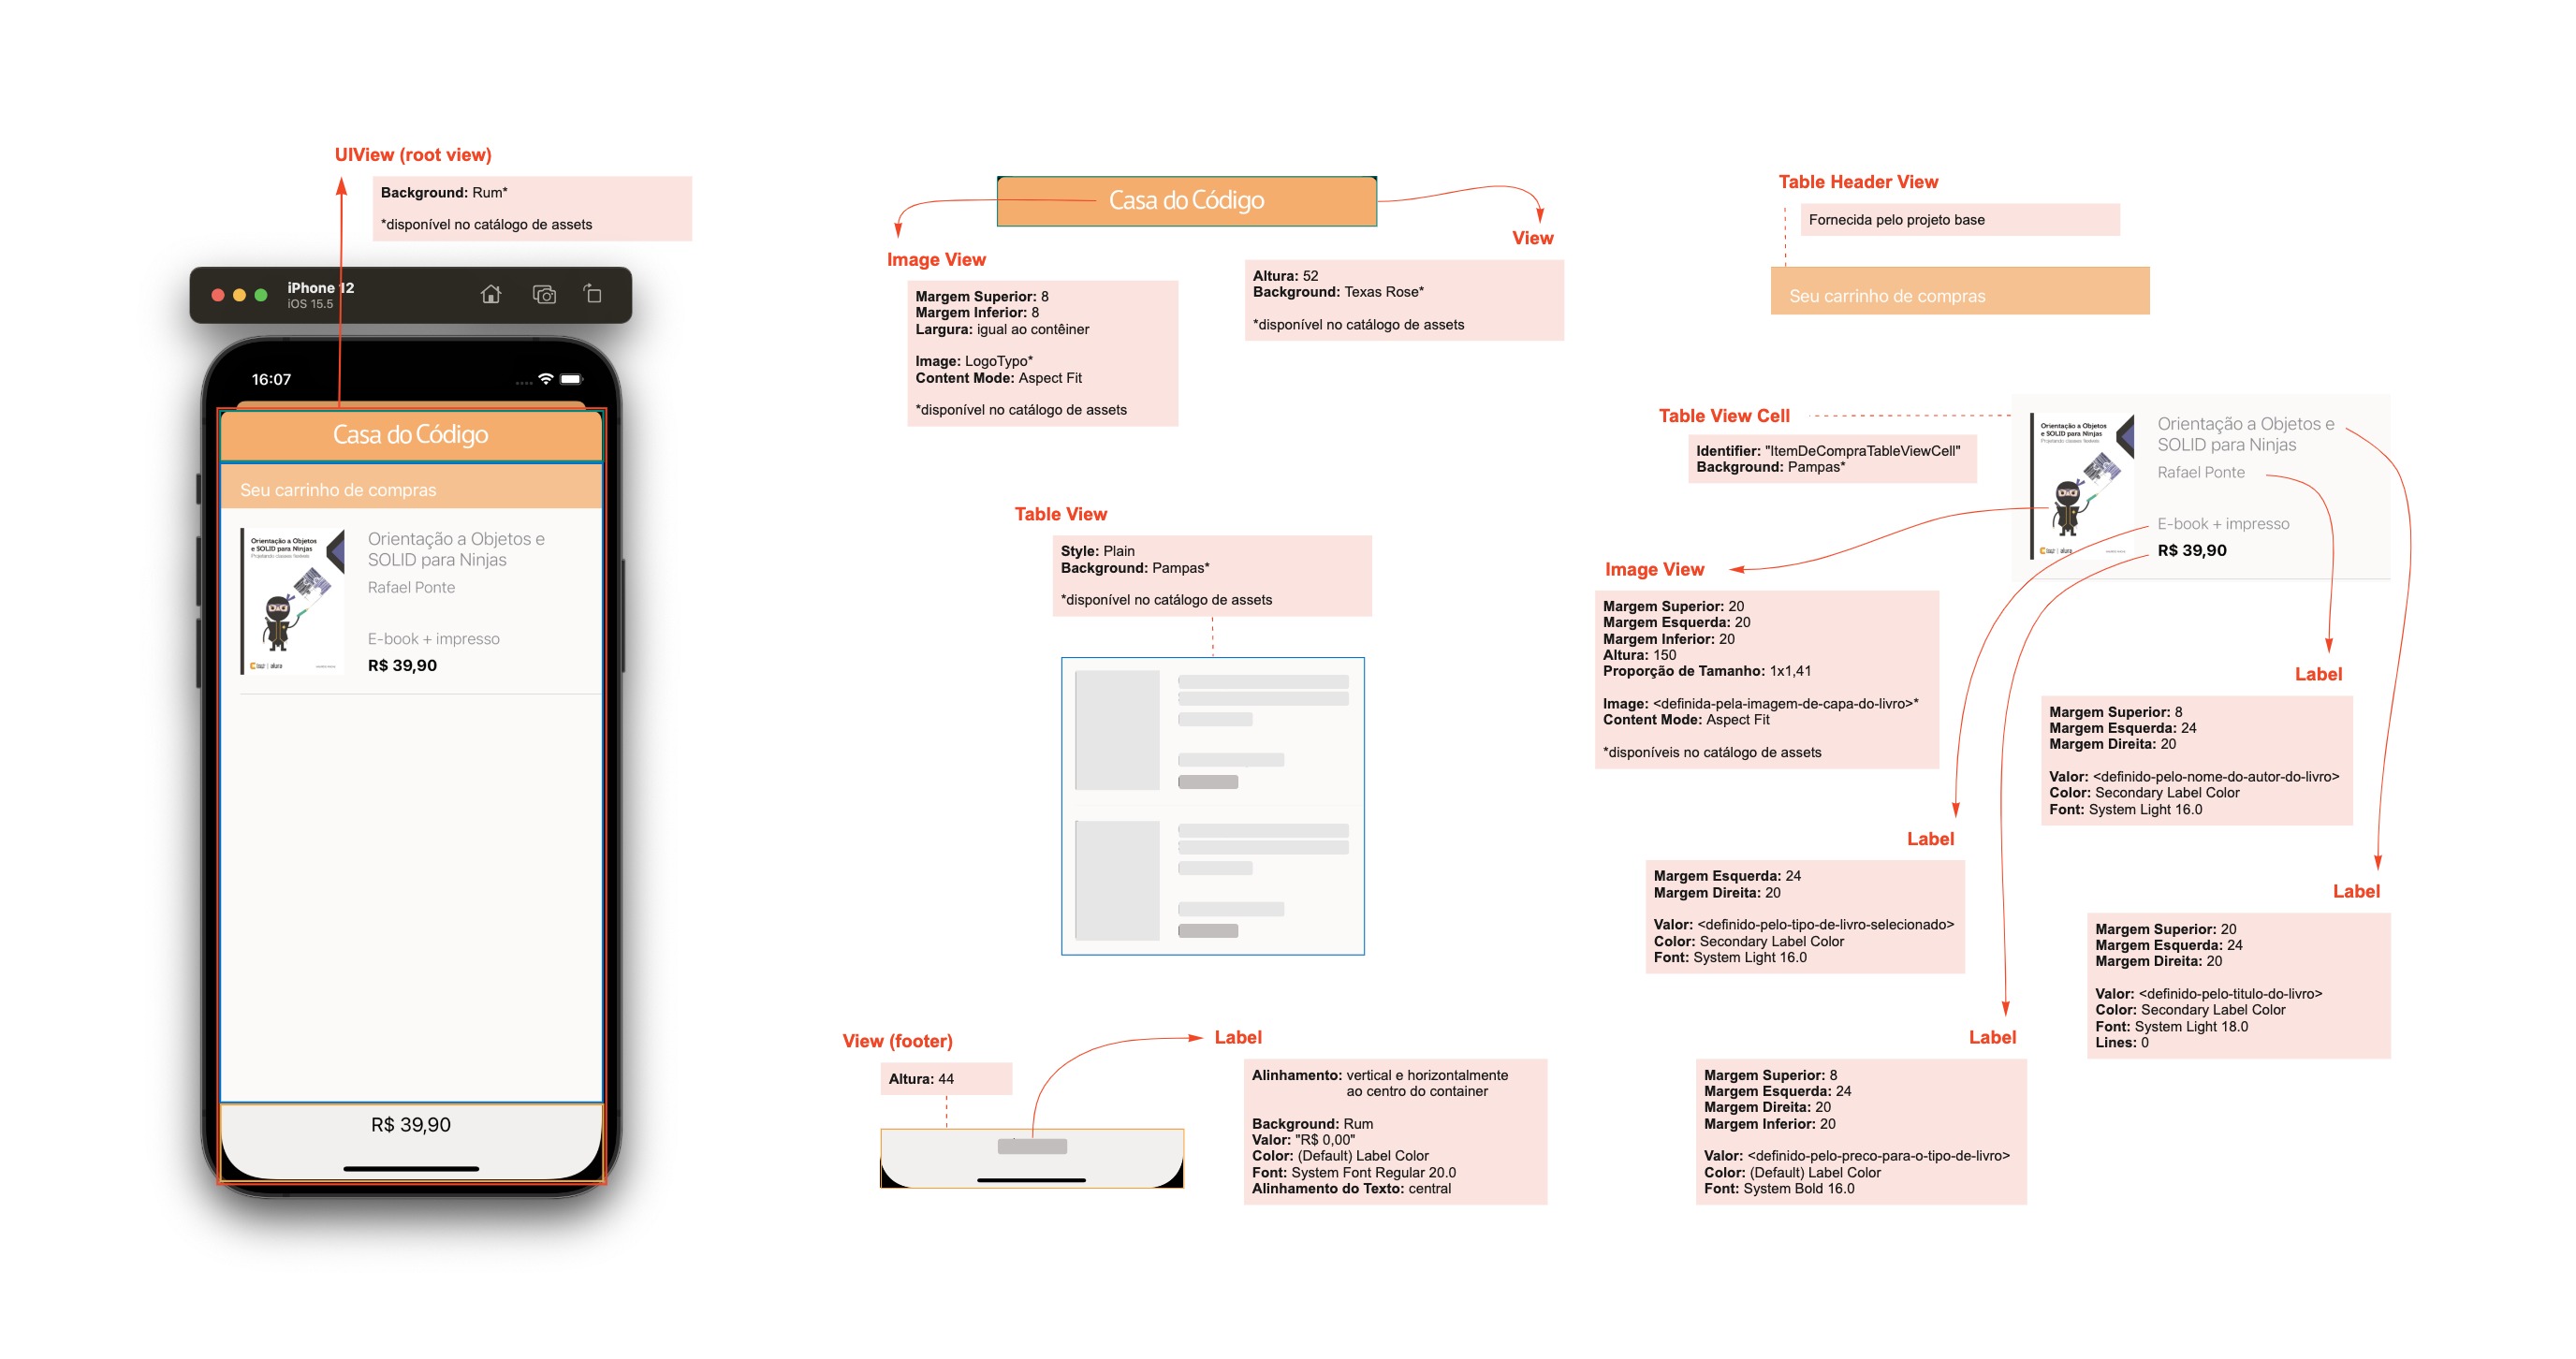 UIView (root view)
Background: Rum*
*disponível no catálogo de assets
iPhone 12
iOS 15.5
16:07
Casa do Código
Seu carrinho de compras
Orientação a Objetos
e SOLID para Ninjas
Projetando classes flexíveis
Orientação a Objetos e
SOLID para Ninjas
Rafael Ponte
E-book + impresso
R$ 39,90
R$ 39,90
Casa do Código
Image View
Margem Superior: 8
Margem Inferior: 8
Largura: igual ao contêiner
Image: LogoTypo*
Content Mode: Aspect Fit
*disponível no catálogo de assets
View
Altura: 52
Background: Texas Rose*
*disponível no catálogo de assets
Table View
Style: Plain
Background: Pampas*
*disponível no catálogo de assets
View (footer)
Altura: 44
Label
Alinhamento: vertical e horizontalmente
ao centro do container
Background: Rum
Valor: "R$ 0,00"
Color: (Default) Label Color
Font: System Font Regular 20.0
Alinhamento do Texto: central
Table Header View
Fornecida pelo projeto base
Seu carrinho de compras
Table View Cell
Identifier: "ItemDeCompraTableViewCell"
Background: Pampas*
Orientação a Objetos
e SOLID para Ninjas
Projetando classes flexíveis
Orientação a Objetos e
SOLID para Ninjas
Rafael Ponte
E-book + impresso
R$ 39,90
Image View
Margem Superior: 20
Margem Esquerda: 20
Margem Inferior: 20
Altura: 150
Proporção de Tamanho: 1x1,41
Image: <definida-pela-imagem-de-capa-do-livro>*
Content Mode: Aspect Fit
*disponíveis no catálogo de assets
Label
Margem Superior: 8
Margem Esquerda: 24
Margem Direita: 20
Valor: <definido-pelo-nome-do-autor-do-livro>
Color: Secondary Label Color
Font: System Light 16.0
Label
Margem Esquerda: 24
Margem Direita: 20
Valor: <definido-pelo-tipo-de-livro-selecionado>
Color: Secondary Label Color
Font: System Light 16.0
Label
Margem Superior: 20
Margem Esquerda: 24
Margem Direita: 20
Valor: <definido-pelo-titulo-do-livro>
Color: Secondary Label Color
Font: System Light 18.0
Lines: 0
Label
Margem Superior: 8
Margem Esquerda: 24
Margem Direita: 20
Margem Inferior: 20
Valor: <definido-pelo-preco-para-o-tipo-de-livro>
Color: (Default) Label Color
Font: System Bold 16.0